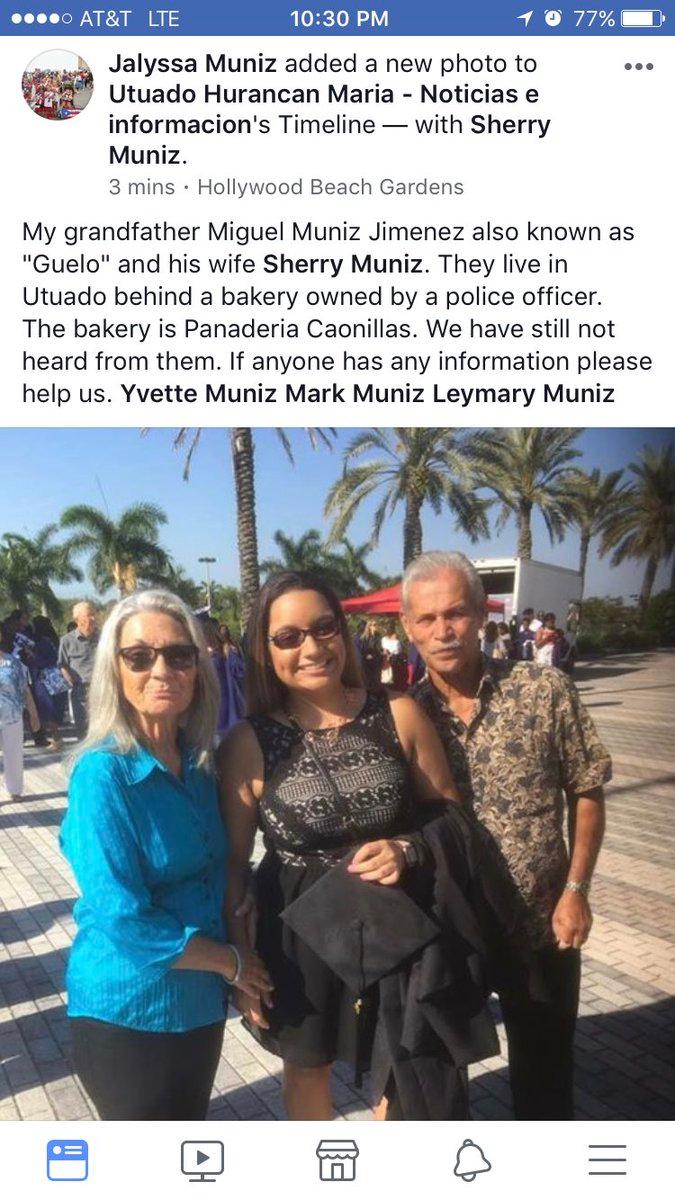 AT&T LTE 10:30 PM 77%
Jalyssa Muniz added a new photo to
Utuado Hurancan Maria - Noticias e
informacion's Timeline — with Sherry
Muniz.
3 mins · Hollywood Beach Gardens
My grandfather Miguel Muniz Jimenez also known as
"Guelo" and his wife Sherry Muniz. They live in
Utuado behind a bakery owned by a police officer.
The bakery is Panaderia Caonillas. We have still not
heard from them. If anyone has any information please
help us. Yvette Muniz Mark Muniz Leymary Muniz